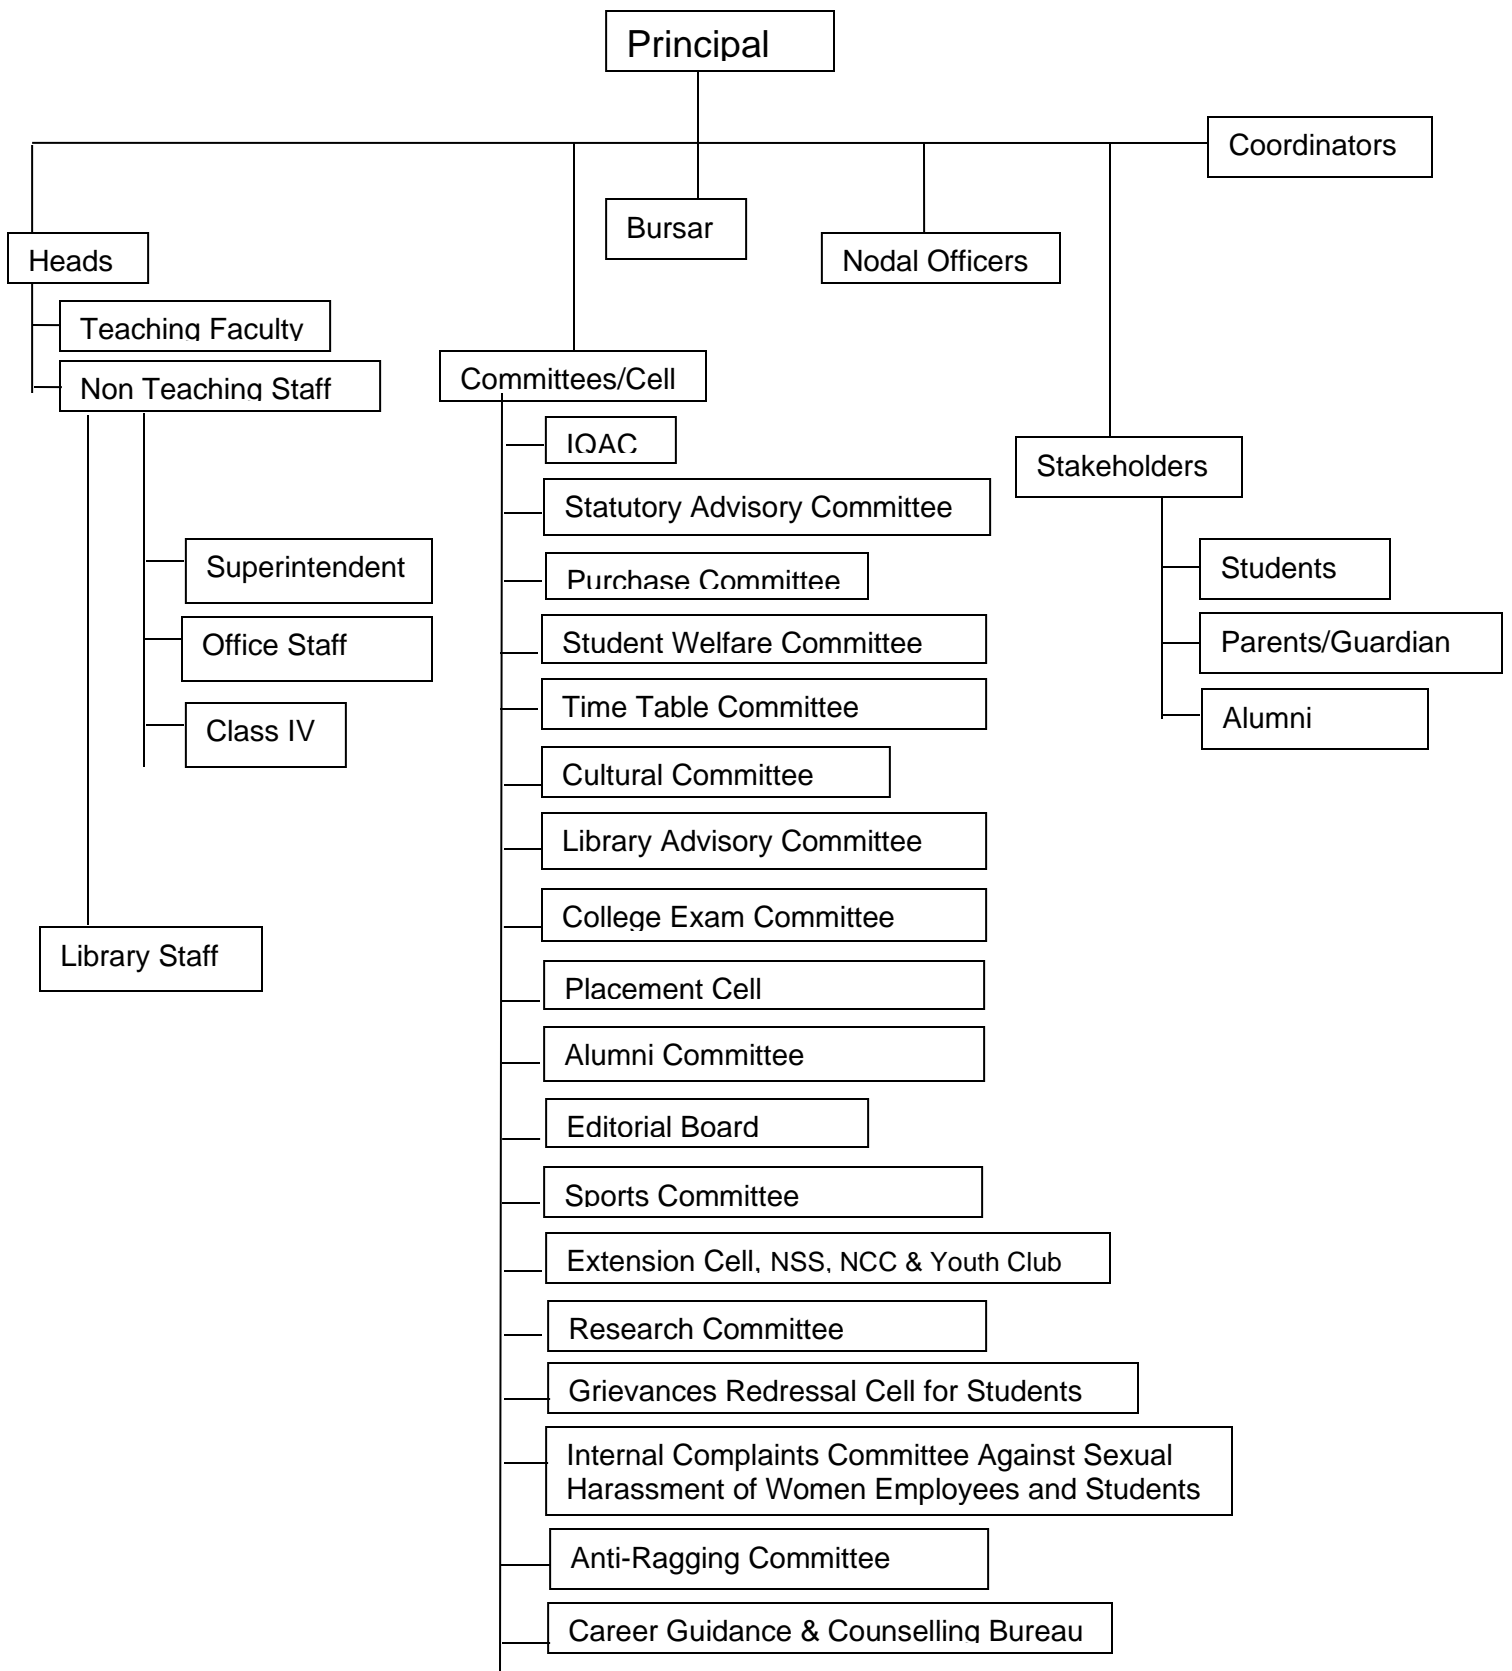 Principal
Coordinators
Bursar
Heads
Nodal Officers
Teaching Faculty
Non Teaching Staff
Committees/Cell
IQAC
Stakeholders
Statutory Advisory Committee
Superintendent
Students
Purchase Committee
Office Staff
Student Welfare Committee
Parents/Guardian
Time Table Committee
Class IV
Alumni
Cultural Committee
Library Advisory Committee
College Exam Committee
Library Staff
Placement Cell
Alumni Committee
Editorial Board
Sports Committee
Extension Cell, NSS, NCC & Youth Club
Research Committee
Grievances Redressal Cell for Students
Internal Complaints Committee Against Sexual
Harassment of Women Employees and Students
Anti-Ragging Committee
Career Guidance & Counselling Bureau